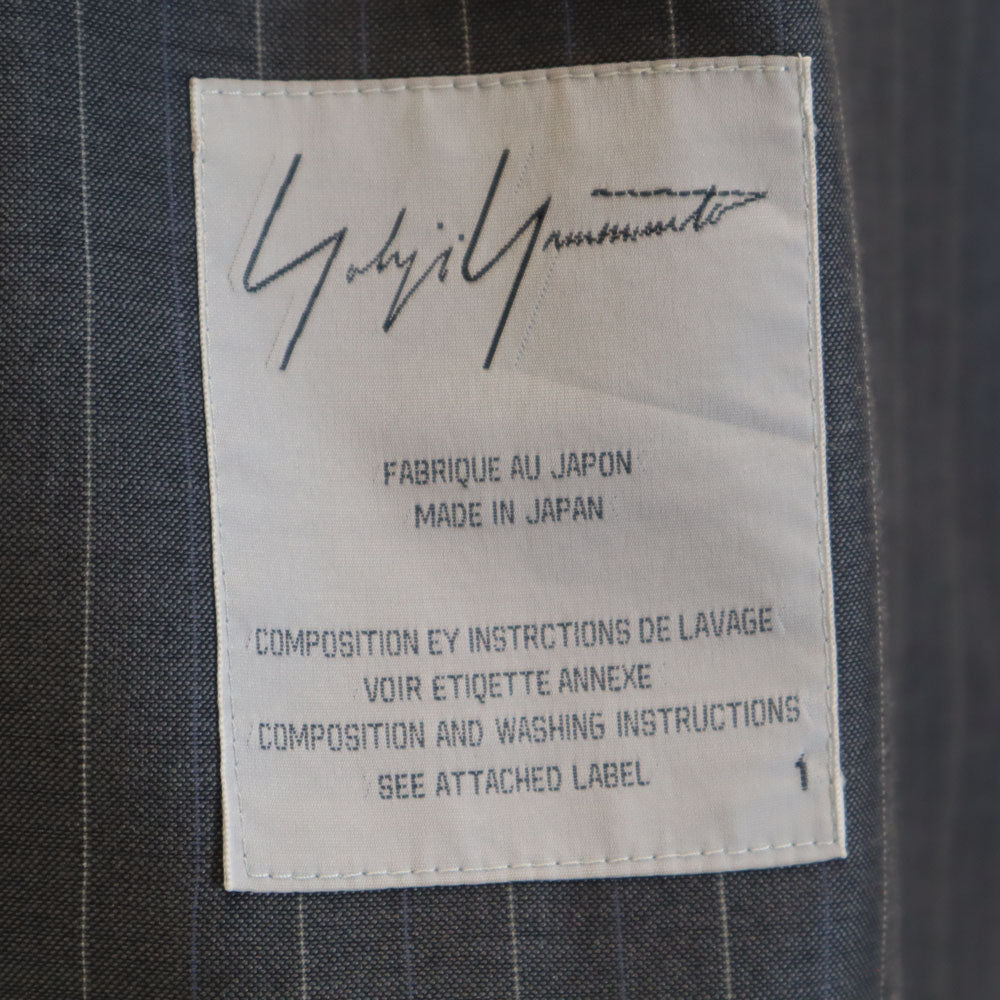 Yohji Yamamoto
FABRIQUE AU JAPON
MADE IN JAPAN
COMPOSITION EY INSTRCTIONS DE LAVAGE
VOIR ETIQETTE ANNEXE
COMPOSITION AND WASHING INSTRUCTIONS
SEE ATTACHED LABEL
1